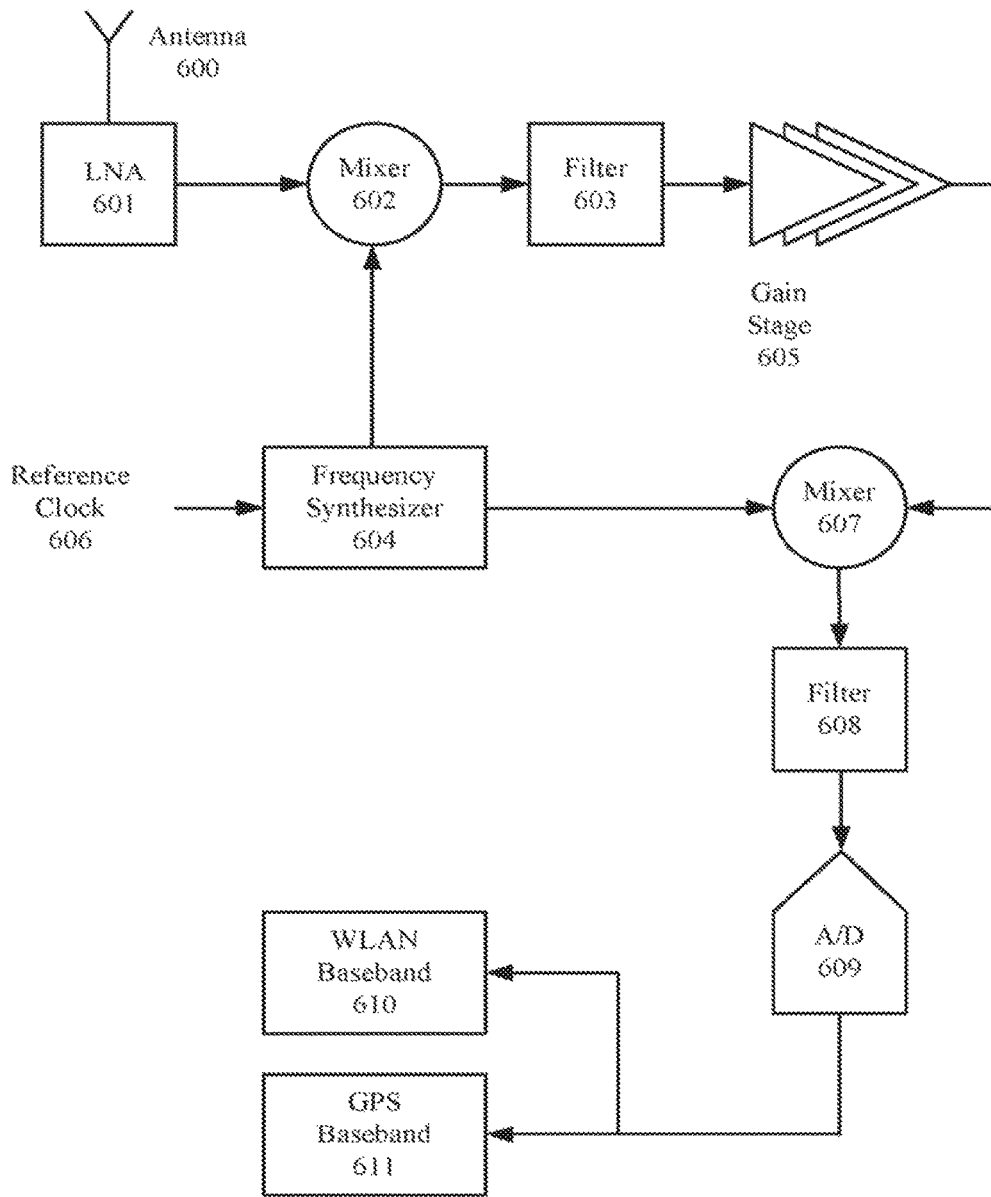 Antenna
600
LNA
601
Mixer
602
Filter
603
Gain
Stage
605
Reference
Clock
606
Frequency
Synthesizer
604
Mixer
607
Filter
608
A/D
609
WLAN
Baseband
610
GPS
Baseband
611